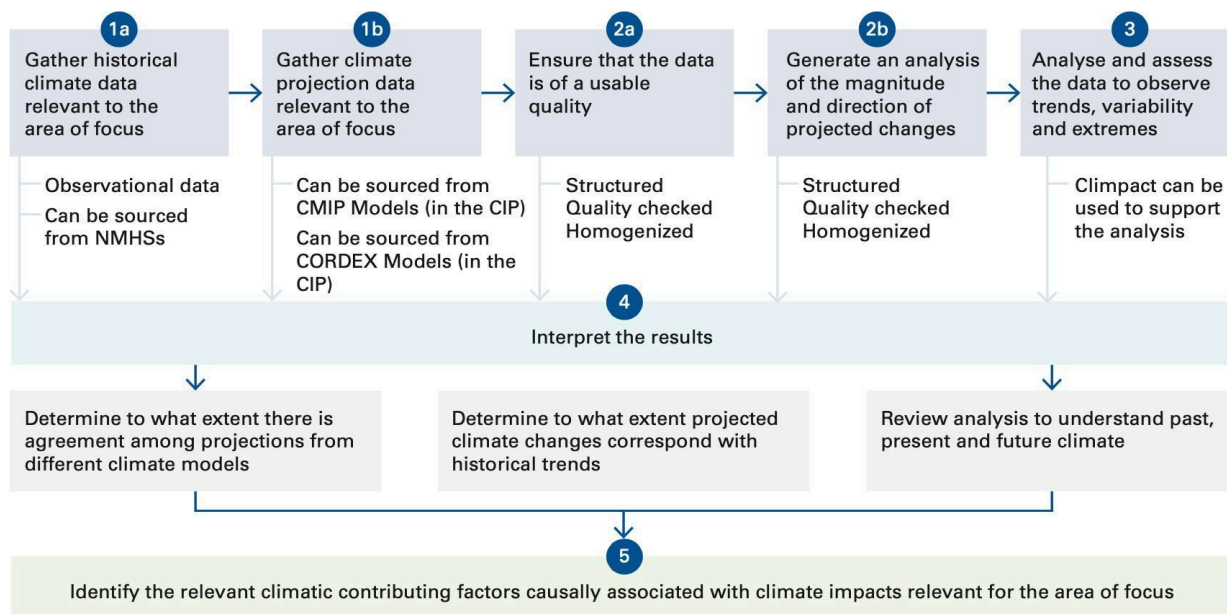 1a
Gather historical
climate data
relevant to the
area of focus
1b
Gather climate
projection data
relevant to the
area of focus
2a
Ensure that the data
is of a usable
quality
2b
Generate an analysis
of the magnitude
and direction of
projected changes
3
Analyse and assess
the data to observe
trends, variability
and extremes
Observational data
Can be sourced
from NMHSs
Can be sourced from
CMIP Models (in the CIP)
Can be sourced from
CORDEX Models (in the
CIP)
Structured
Quality checked
Homogenized
Structured
Quality checked
Homogenized
Climpact can be
used to support
the analysis
4
Interpret the results
Determine to what extent there is
agreement among projections from
different climate models
Determine to what extent projected
climate changes correspond with
historical trends
Review analysis to understand past,
present and future climate
5
Identify the relevant climatic contributing factors causally associated with climate impacts relevant for the area of focus